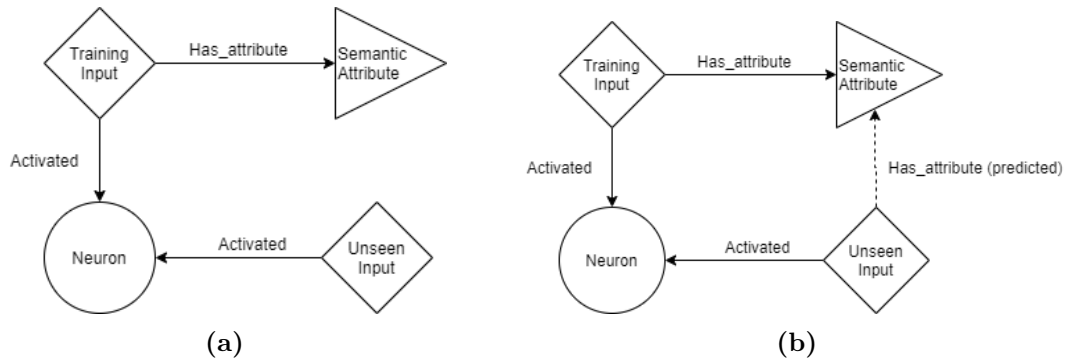 Training
Input
Has_attribute
Semantic
Attribute
Activated
Neuron
Activated
Unseen
Input
(a)
Training
Input
Has_attribute
Semantic
Attribute
Activated
Has_attribute (predicted)
Neuron
Activated
Unseen
Input
(b)